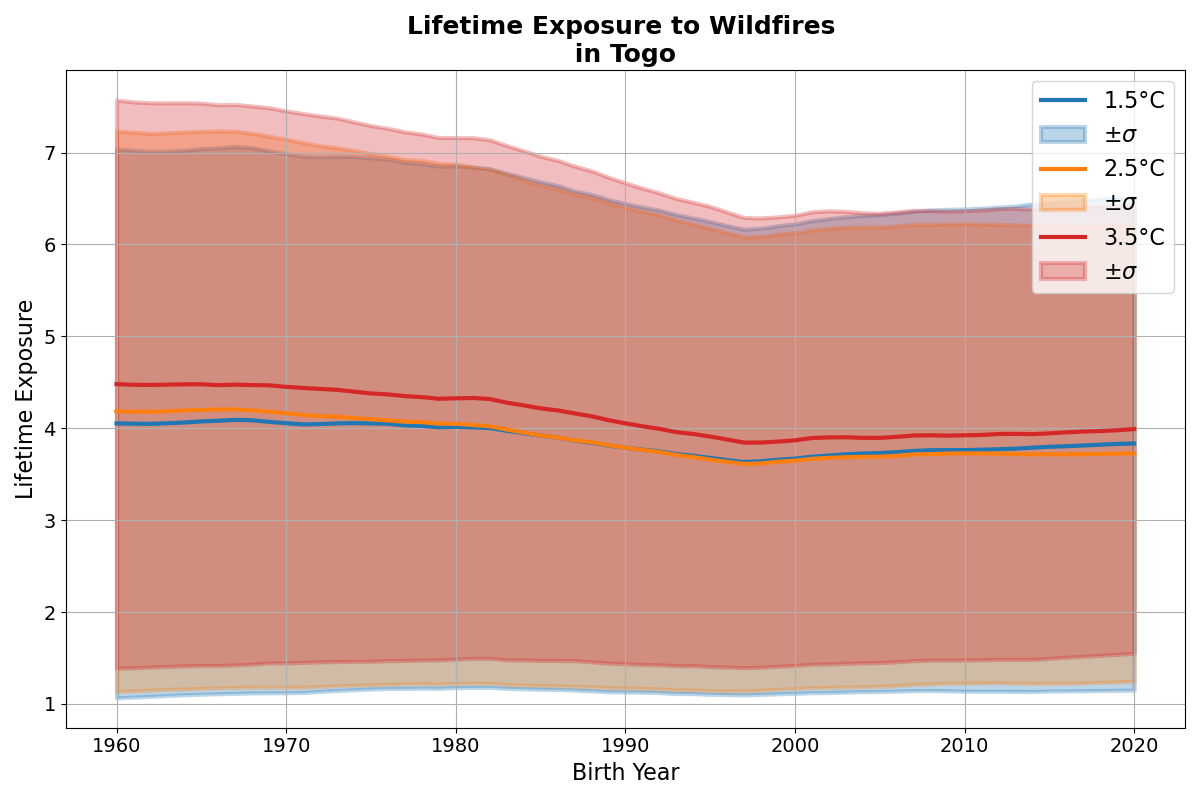 Lifetime Exposure to Wildfires
in Togo
1.5°C
±σ
2.5°C
±σ
3.5°C
±σ
Lifetime Exposure
7
6
5
4
3
2
1
1960
1970
1980
1990
2000
2010
2020
Birth Year